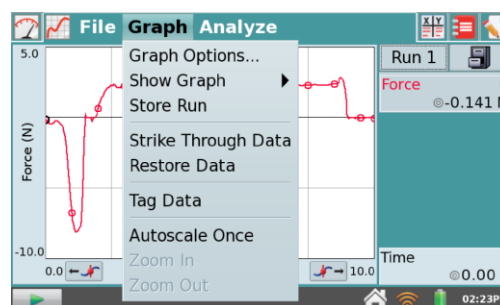 File Graph Analyze
X Y
5.0
Force (N)
-10.0
0.0
10.0
Graph Options...
Show Graph
Store Run
Strike Through Data
Restore Data
Tag Data
Autoscale Once
Zoom In
Zoom Out
Run 1
Force
-0.141
Time
0.00
02:23P